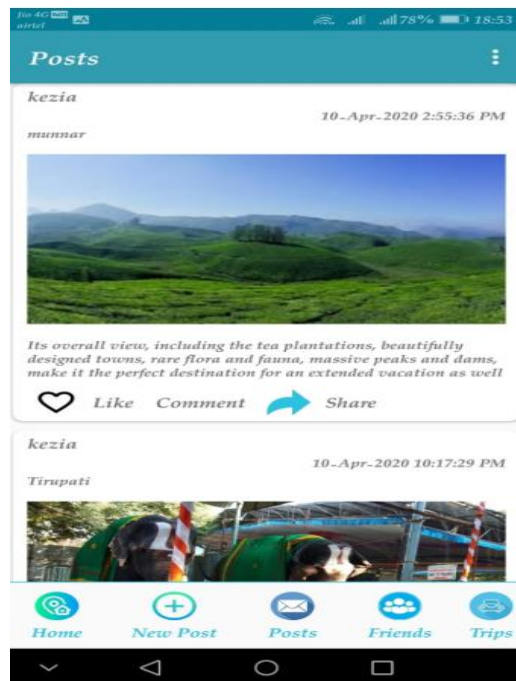 Jio 4G
airtel
78% 18:53
Posts
kezia
10-Apr-2020 2:55:36 PM
munnar
Its overall view, including the tea plantations, beautifully
designed towns, rare flora and fauna, massive peaks and dams,
make it the perfect destination for an extended vacation as well
Like Comment Share
kezia
10-Apr-2020 10:17:29 PM
Tirupati
Home New Post Posts Friends Trips